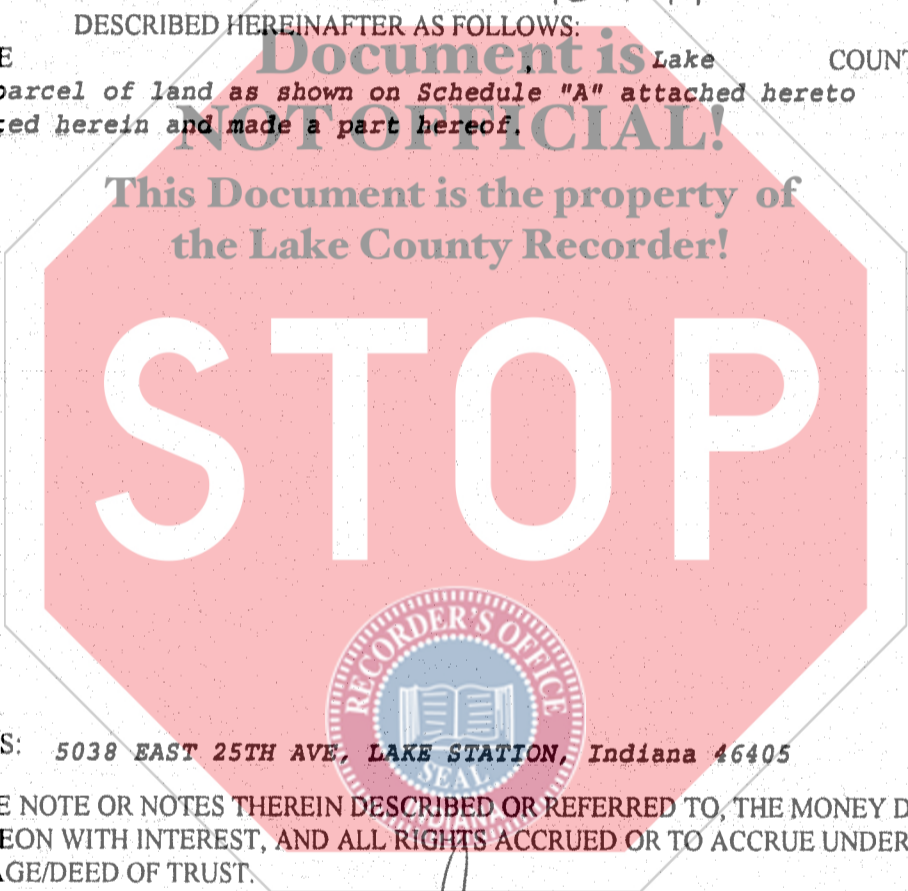 DESCRIBED HEREINAFTER AS FOLLOWS:
Document is
E , Lake COUNT
parcel of land as shown on Schedule "A" attached hereto
NOT OFFICIAL!
ted herein and made a part hereof.
This Document is the property of
the Lake County Recorder!
STOP
RECORDER'S OFFICE
SEAL
S: 5038 EAST 25TH AVE, LAKE STATION, Indiana 46405
E NOTE OR NOTES THEREIN DESCRIBED OR REFERRED TO, THE MONEY D
EON WITH INTEREST, AND ALL RIGHTS ACCRUED OR TO ACCRUE UNDER
AGE/DEED OF TRUST.